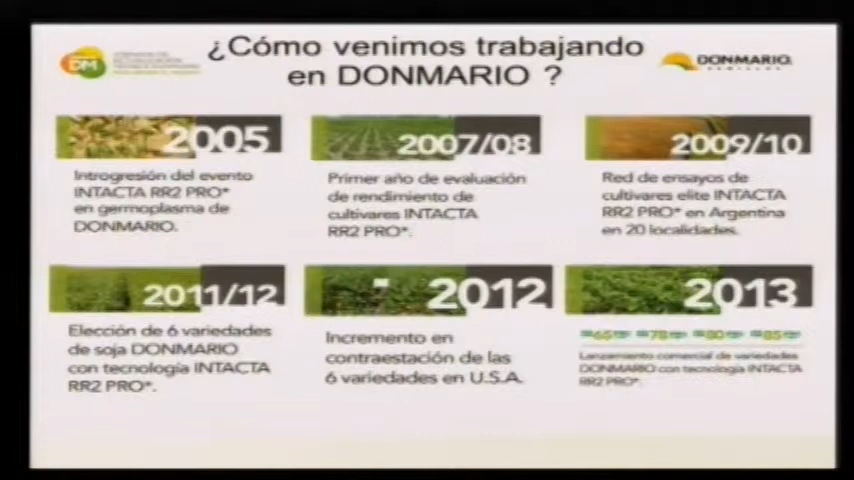 ¿Cómo venimos trabajando
en DONMARIO ?
DM
DONMARIO
2005
Introgresión del evento
INTACTA RR2 PRO*
en germoplasma de
DONMARIO.
2007/08
Primer año de evaluación
de rendimiento de
cultivares INTACTA
RR2 PRO*.
2009/10
Red de ensayos de
cultivares elite INTACTA
RR2 PRO* en Argentina
en 20 localidades.
2011/12
Elección de 6 variedades
de soja DONMARIO
con tecnología INTACTA
RR2 PRO*.
2012
Incremento en
contraestación de las
6 variedades en U.S.A.
2013
Lanzamiento comercial de variedades
DONMARIO con tecnología INTACTA
RR2 PRO*.